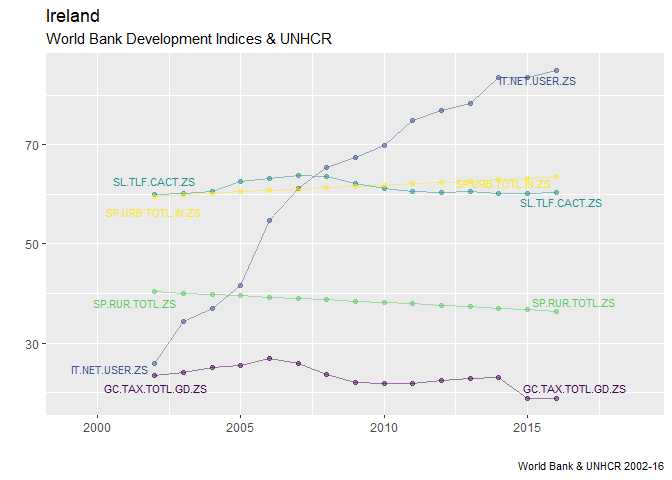 Ireland
World Bank Development Indices & UNHCR
IT.NET.USER.ZS
70
SL.TLF.CACT.ZS
SP.URB.TOTL.IN.ZS
SP.URB.TOTL.IN.ZS
SL.TLF.CACT.ZS
50
SP.RUR.TOTL.ZS
SP.RUR.TOTL.ZS
30
IT.NET.USER.ZS
GC.TAX.TOTL.GD.ZS
GC.TAX.TOTL.GD.ZS
2000
2005
2010
2015
World Bank & UNHCR 2002-16